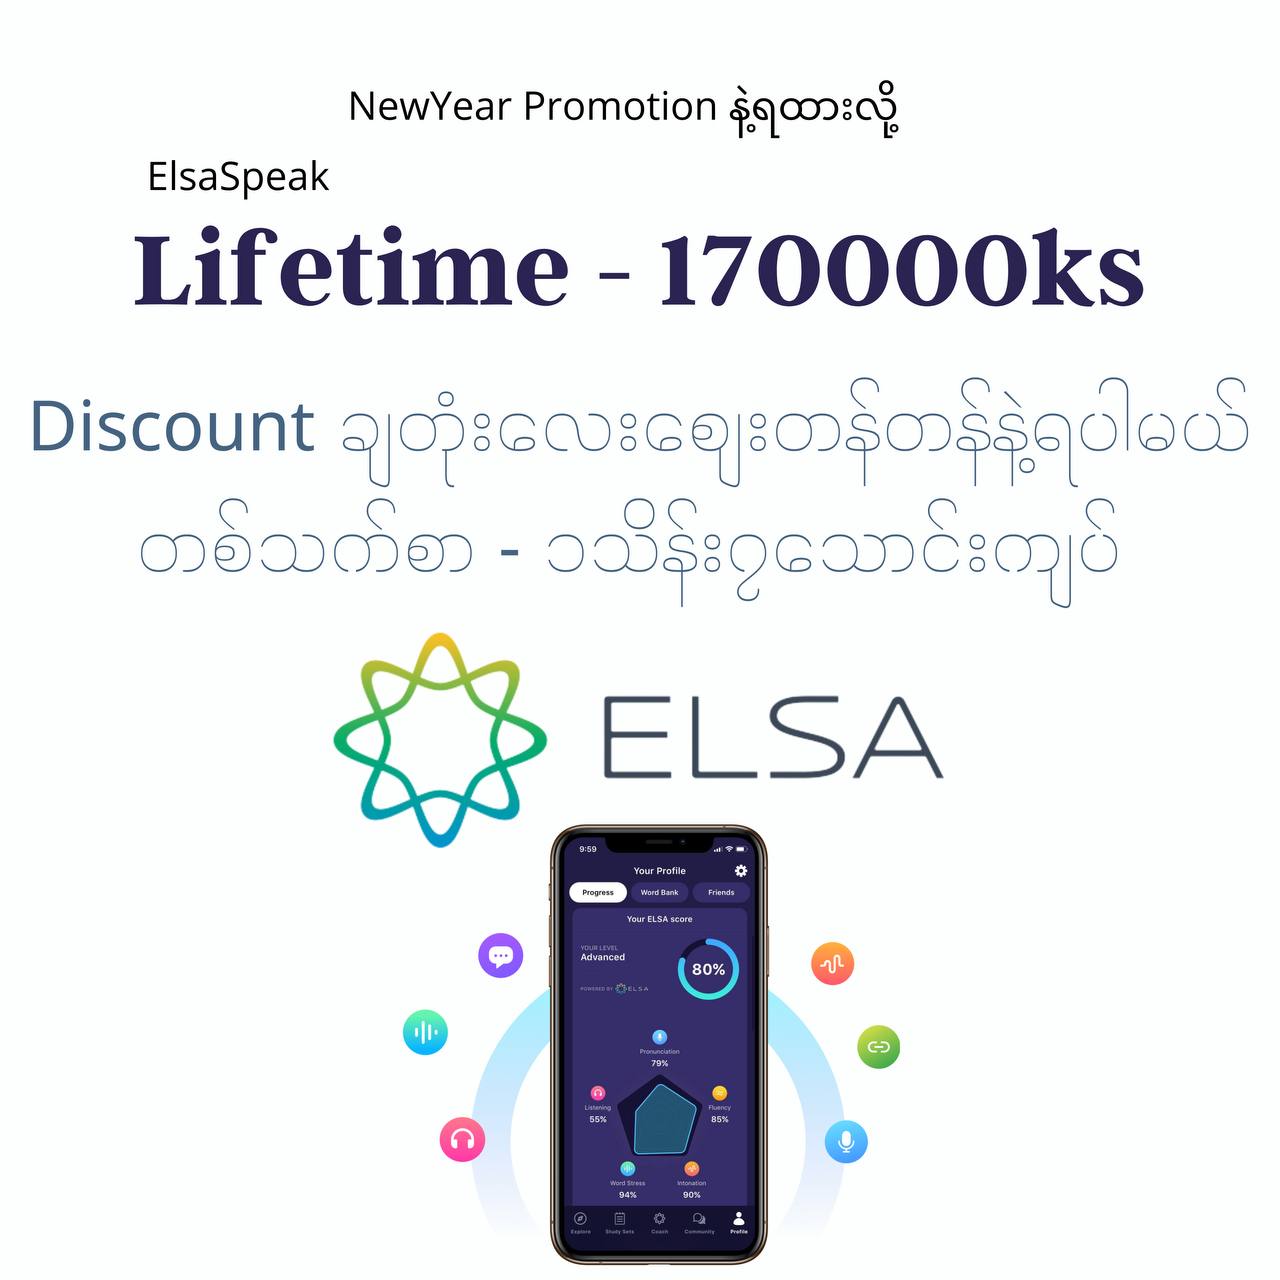 NewYear Promotion နဲ့ရထားလို့
ElsaSpeak
Lifetime - 170000ks
Discount ချတုံးလေးဈေးတန်တန်နဲ့ရပါမယ်
တစ်သက်စာ - ၁သိန်း၇သောင်းကျပ်
ELSA
9:59
Your Profile
Progress Word Bank Friends
Your ELSA score
YOUR LEVEL
Advanced
80%
POWERED BY ELSA
Pronunciation
79%
Listening
55%
Fluency
85%
Word Stress
94%
Intonation
90%
Explore Study Sets Coach Community Profile